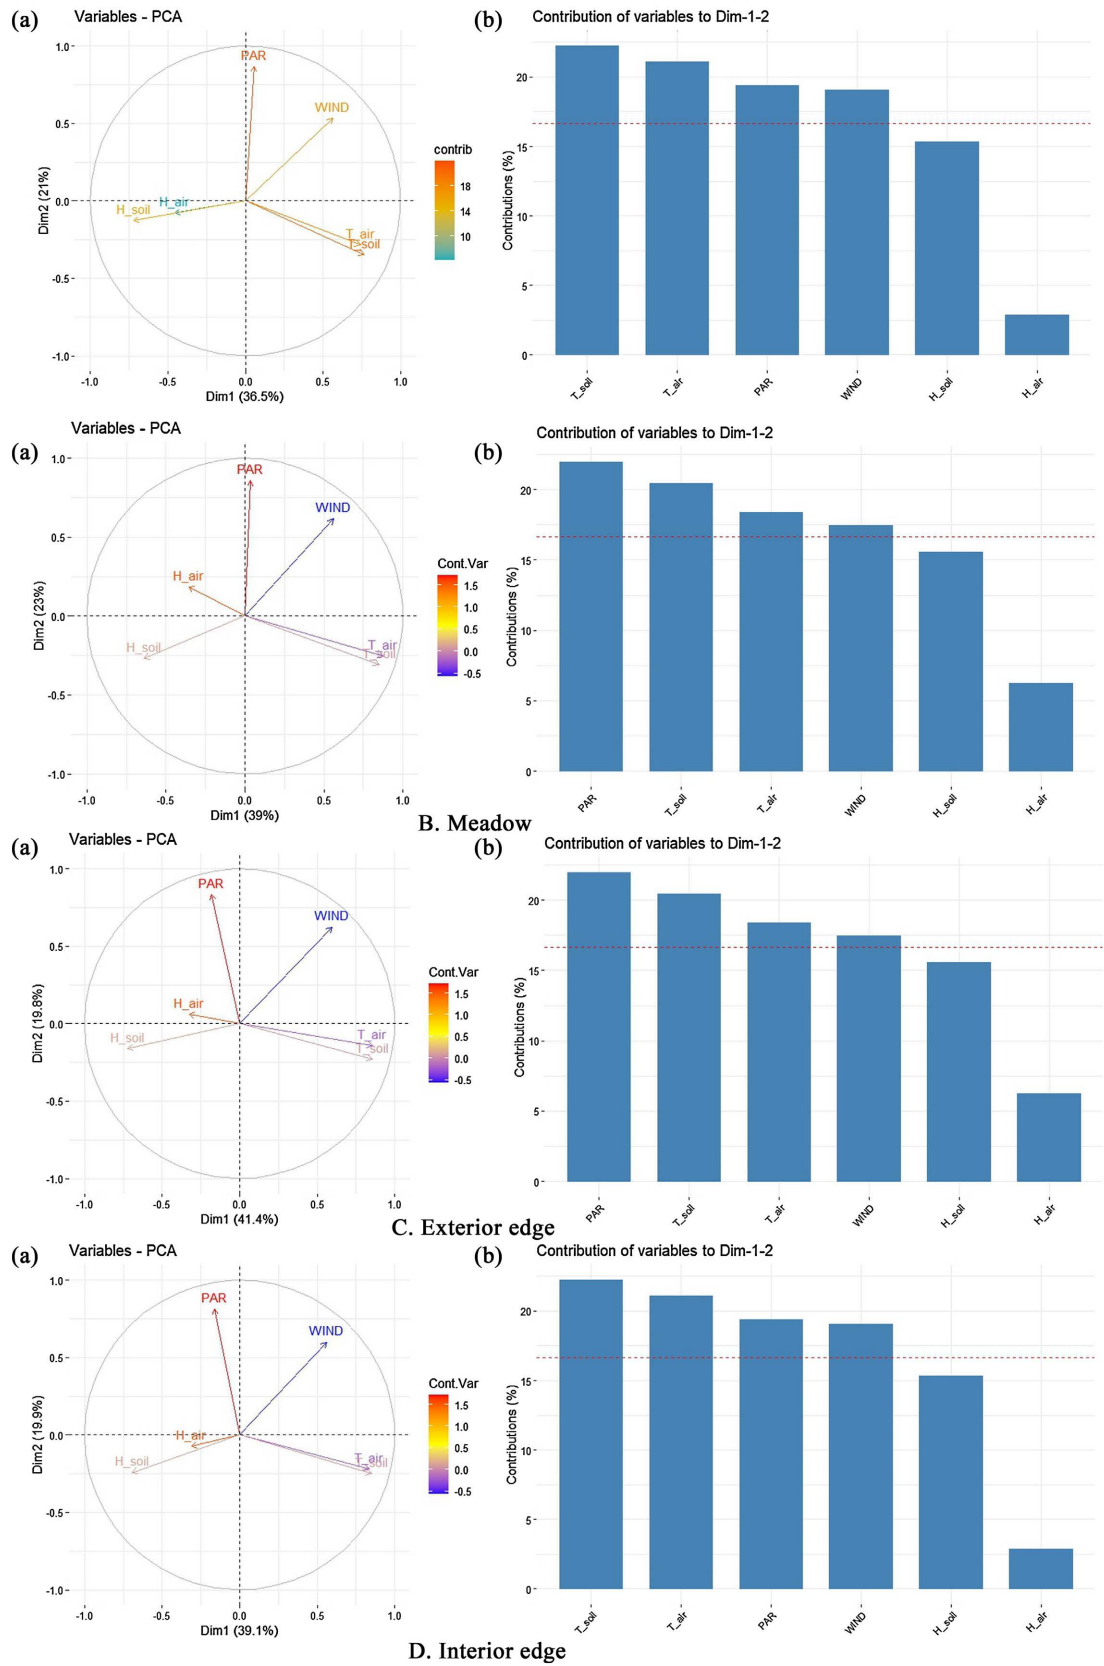 (a)
Variables - PCA
1.0
0.5
0.0
-0.5
-1.0
Dim2 (21%)
PAR
WIND
H_air
H_soil
T_air
T_soil
-1.0 -0.5 0.0 0.5 1.0
Dim1 (36.5%)
contrib
18
14
10
(b)
Contribution of variables to Dim-1-2
20
15
10
5
0
Contributions (%)
T_soil T_air PAR WIND H_soil H_air
(a)
Variables - PCA
1.0
0.5
0.0
-0.5
-1.0
Dim2 (23%)
PAR
WIND
H_air
H_soil
T_air
T_soil
-1.0 -0.5 0.0 0.5 1.0
Dim1 (39%)
Cont.Var
1.5
1.0
0.5
0.0
-0.5
(b)
Contribution of variables to Dim-1-2
20
15
10
5
0
Contributions (%)
PAR T_soil T_air WIND H_soil H_air
B. Meadow
(a)
Variables - PCA
1.0
0.5
0.0
-0.5
-1.0
Dim2 (19.8%)
PAR
WIND
H_air
H_soil
T_air
T_soil
-1.0 -0.5 0.0 0.5 1.0
Dim1 (41.4%)
Cont.Var
1.5
1.0
0.5
0.0
-0.5
(b)
Contribution of variables to Dim-1-2
20
15
10
5
0
Contributions (%)
PAR T_soil T_air WIND H_soil H_air
C. Exterior edge
(a)
Variables - PCA
1.0
0.5
0.0
-0.5
-1.0
Dim2 (19.9%)
PAR
WIND
H_air
H_soil
T_air
T_soil
-1.0 -0.5 0.0 0.5 1.0
Dim1 (39.1%)
Cont.Var
1.5
1.0
0.5
0.0
-0.5
(b)
Contribution of variables to Dim-1-2
20
15
10
5
0
Contributions (%)
T_soil T_air PAR WIND H_soil H_air
D. Interior edge